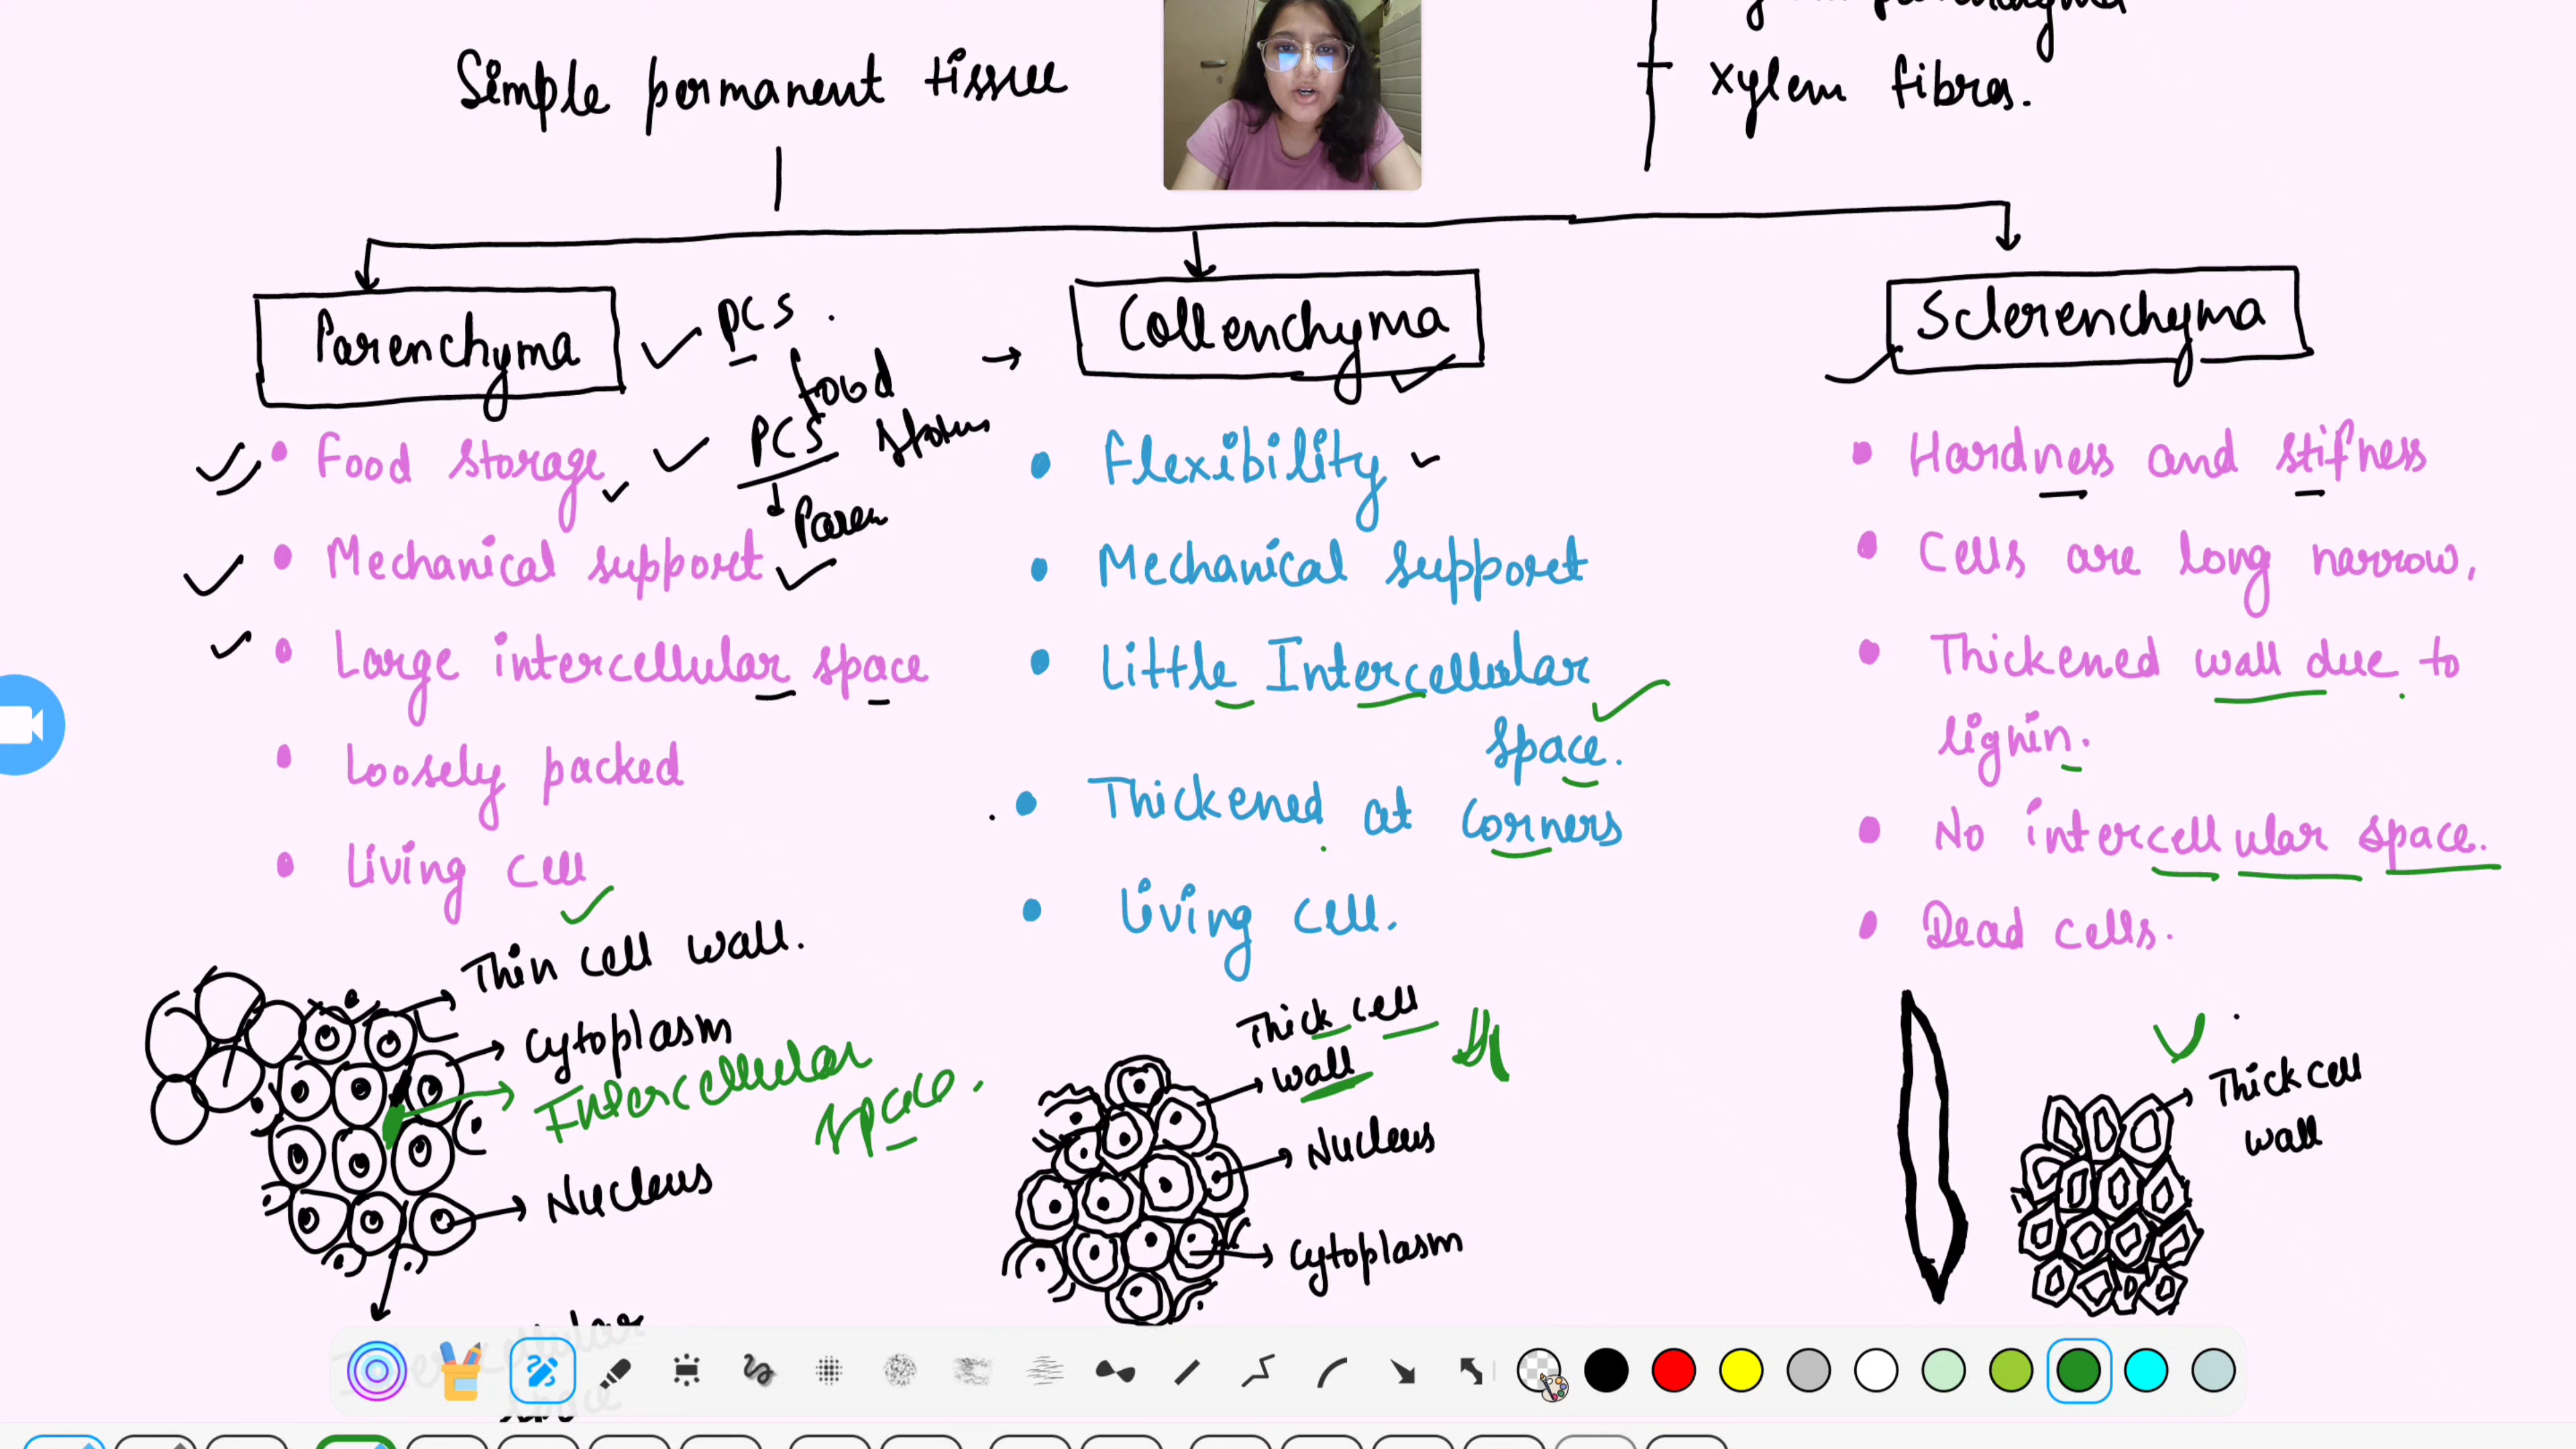 Simple permanent tissue
xylem fibres.
Parenchyma
PCS.
food
PCS
Paren
Food storage
Mechanical support
Large intercellular space
Loosely packed
Living cell
Thin cell wall.
Cytoplasm
Intercellular
space.
Nucleus
Collenchyma
Flexibility
Mechanical support
Little Intercellular
space.
Thickened at corners
Living cell.
Thick cell
wall
Nucleus
Cytoplasm
Sclerenchyma
Hardness and stifness
Cells are long narrow,
Thickened wall due to
lignin.
No intercellular space.
Dead cells.
Thick cell
wall